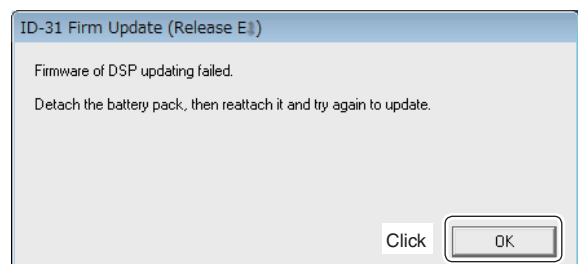 ID-31 Firm Update (Release E)
Firmware of DSP updating failed.
Detach the battery pack, then reattach it and try again to update.
Click
OK